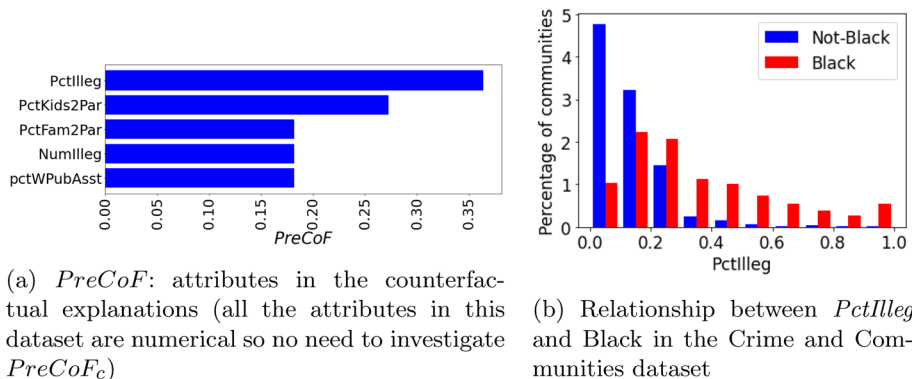 PctIlleg
PctKids2Par
PctFam2Par
NumIlleg
pctWPubAsst
0.00
0.05
0.10
0.15
0.20
0.25
0.30
0.35
PreCoF
(a) PreCoF: attributes in the counterfac-
tual explanations (all the attributes in this
dataset are numerical so no need to investigate
PreCoFc)
Percentage of communities
5
4
3
2
1
0
Not-Black
Black
0.0 0.2 0.4 0.6 0.8 1.0
PctIlleg
(b) Relationship between PctIlleg
and Black in the Crime and Com-
munities dataset